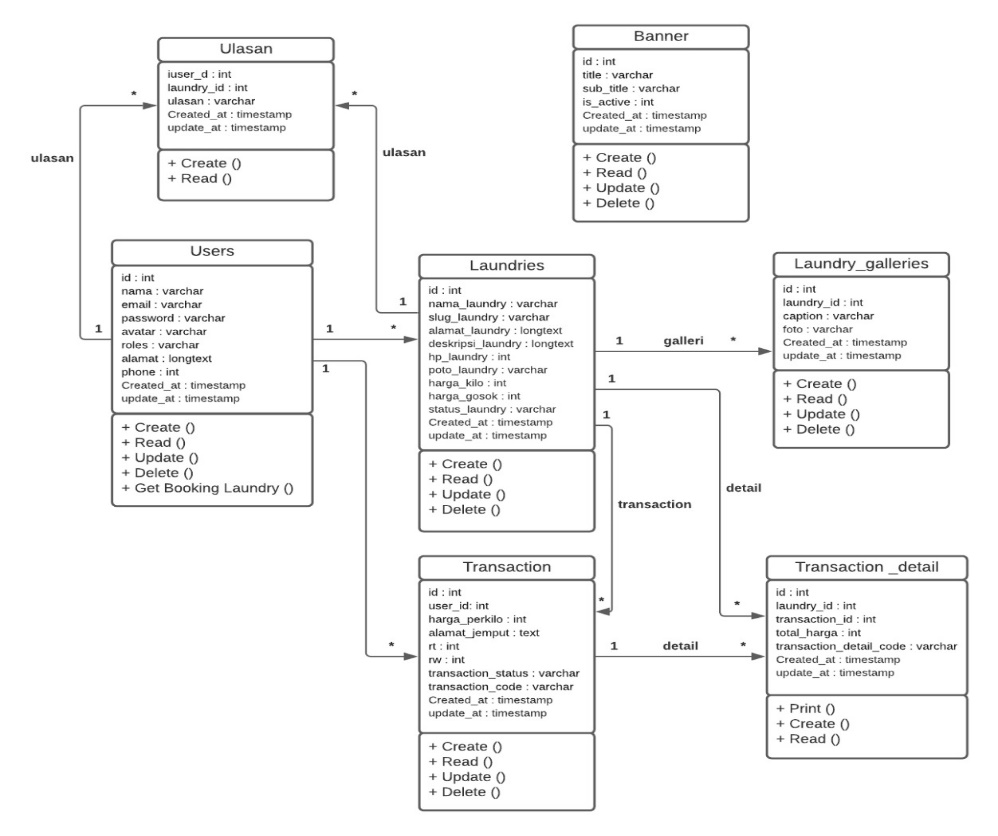 Ulasan
iuser_d : int
laundry_id : int
ulasan : varchar
Created_at : timestamp
update_at : timestamp
+ Create ()
+ Read ()
Banner
id : int
title : varchar
sub_title : varchar
is_active : int
Created_at : timestamp
update_at : timestamp
+ Create ()
+ Read ()
+ Update ()
+ Delete ()
*
*
ulasan
ulasan
Users
id : int
nama : varchar
email : varchar
password : varchar
avatar : varchar
roles : varchar
alamat : longtext
phone : int
Created_at : timestamp
update_at : timestamp
+ Create ()
+ Read ()
+ Update ()
+ Delete ()
+ Get Booking Laundry ()
1
1
*
1
1
Laundries
id : int
nama_laundry : varchar
slug_laundry : varchar
alamat_laundry : longtext
deskripsi_laundry : longtext
hp_laundry : int
poto_laundry : varchar
harga_kilo : int
harga_gosok : int
status_laundry : varchar
Created_at : timestamp
update_at : timestamp
+ Create ()
+ Read ()
+ Update ()
+ Delete ()
1
galleri
*
1
1
Laundry_galleries
id : int
laundry_id : int
caption : varchar
foto : varchar
Created_at : timestamp
update_at : timestamp
+ Create ()
+ Read ()
+ Update ()
+ Delete ()
detail
transaction
*
*
*
Transaction
id : int
user_id: int
harga_perkilo : int
alamat_jemput : text
rt : int
rw : int
transaction_status : varchar
transaction_code : varchar
Created_at : timestamp
update_at : timestamp
+ Create ()
+ Read ()
+ Update ()
+ Delete ()
1
detail
*
Transaction _detail
id : int
laundry_id : int
transaction_id : int
total_harga : int
transaction_detail_code : varchar
Created_at : timestamp
update_at : timestamp
+ Print ()
+ Create ()
+ Read ()